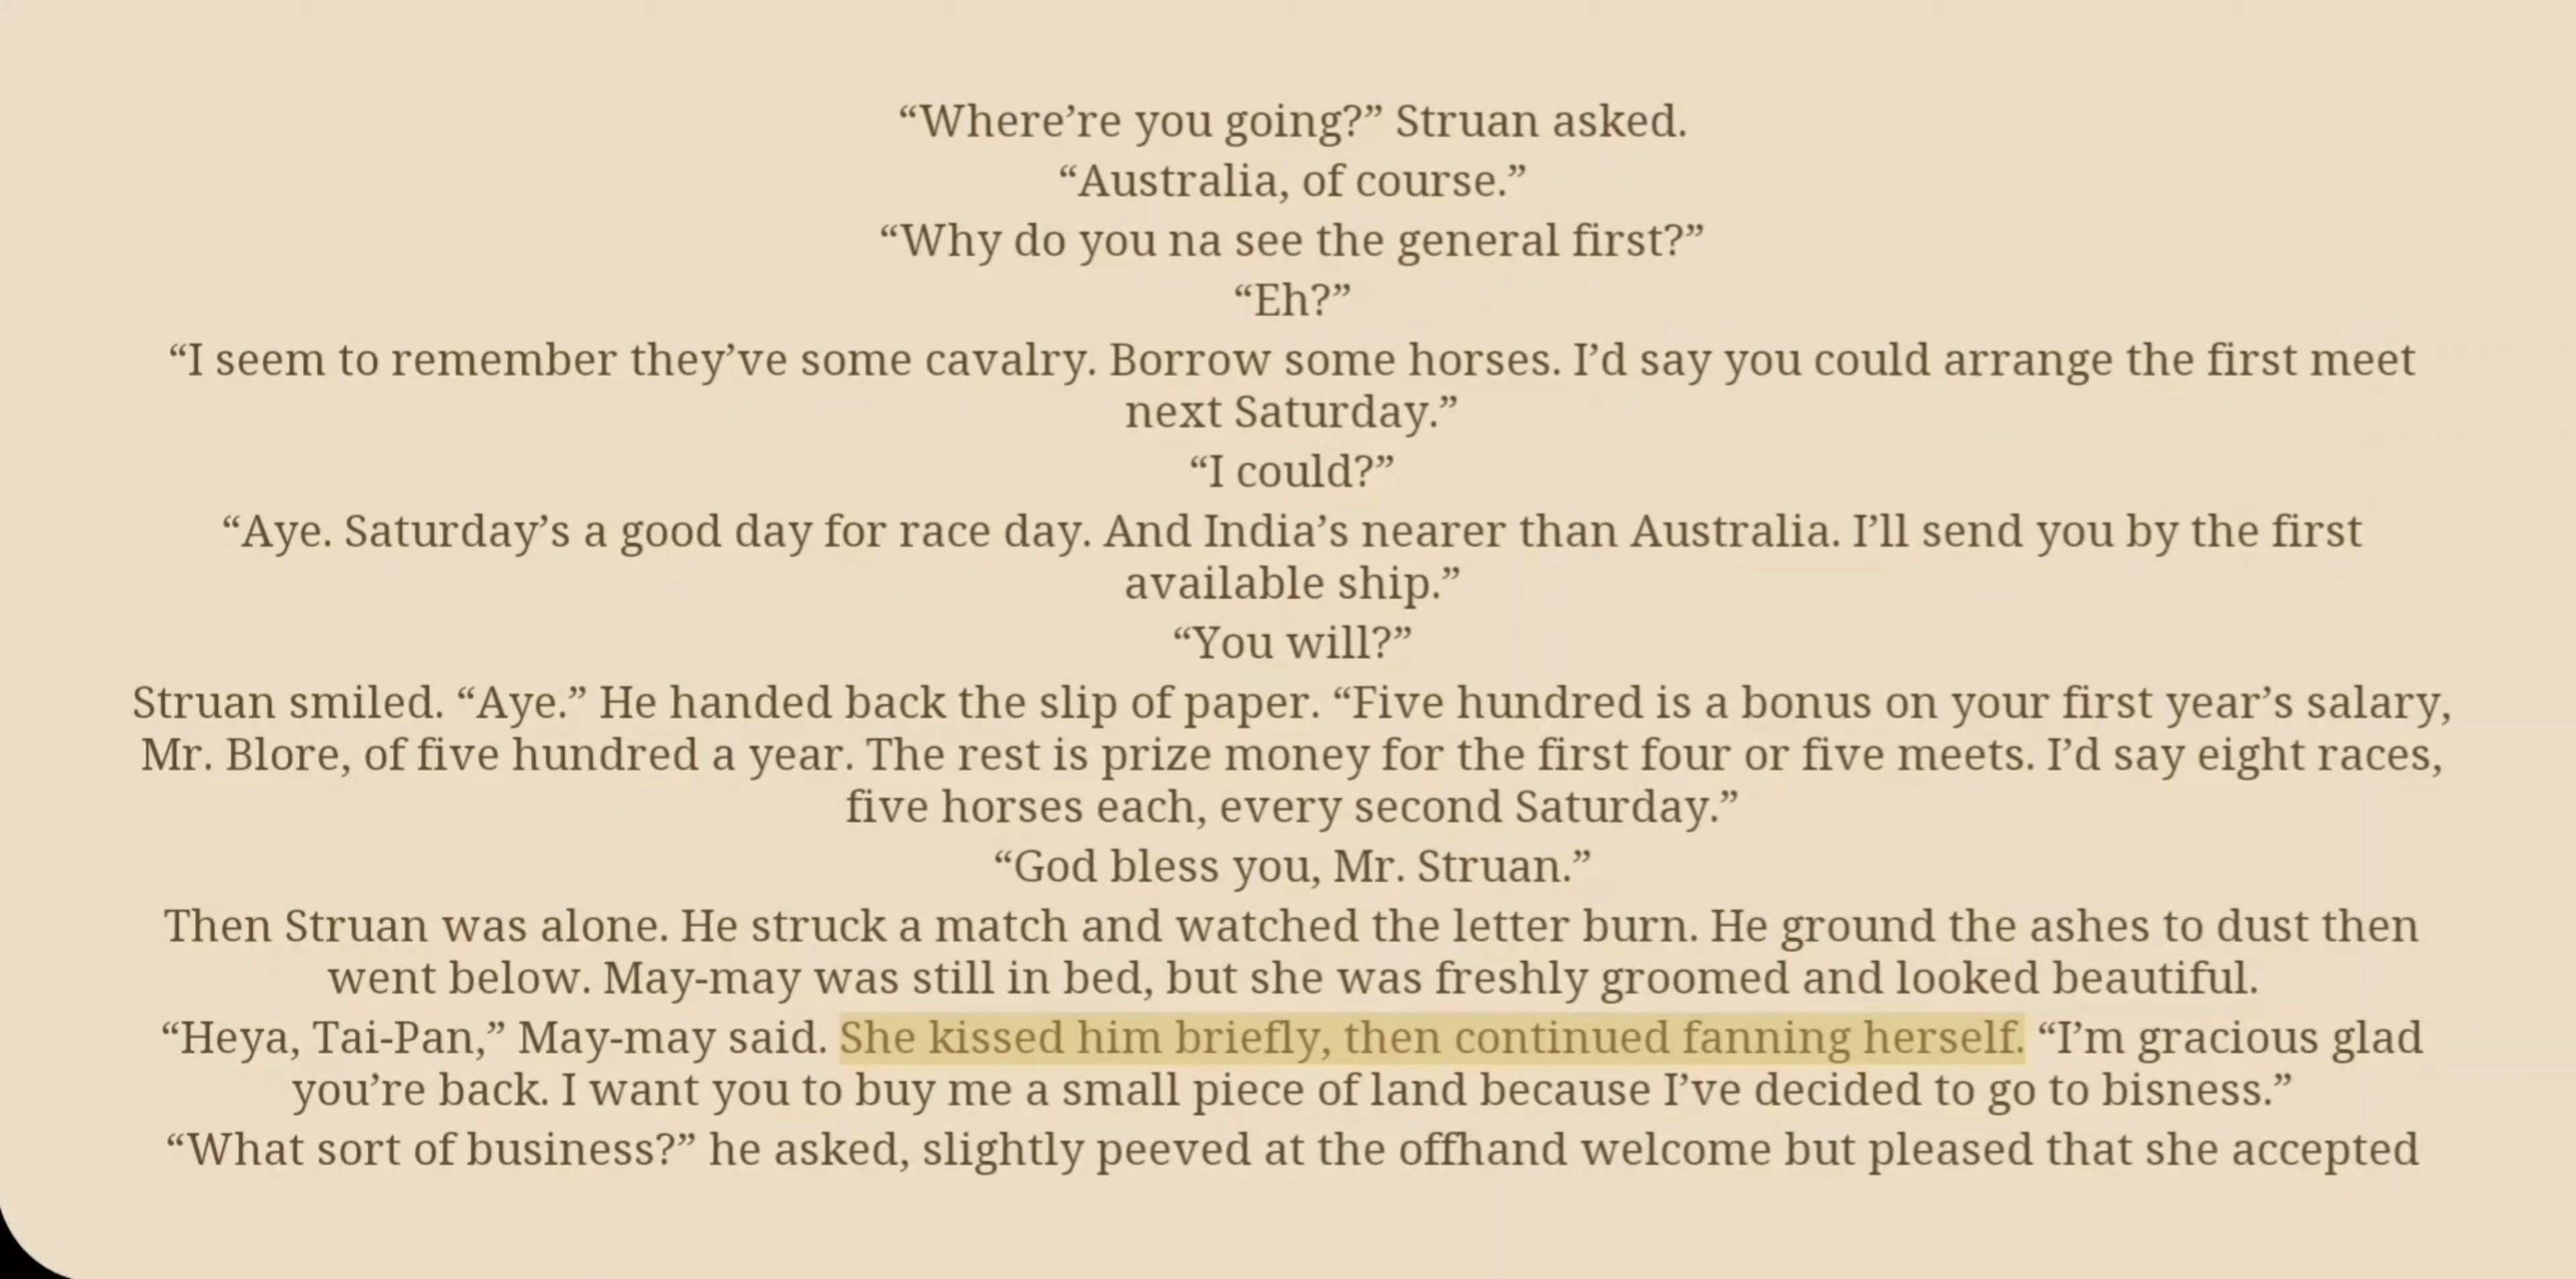 “Where’re you going?” Struan asked.
“Australia, of course.”
“Why do you na see the general first?”
“Eh?”
“I seem to remember they’ve some cavalry. Borrow some horses. I’d say you could arrange the first meet
next Saturday.”
“I could?”
“Aye. Saturday’s a good day for race day. And India’s nearer than Australia. I’ll send you by the first
available ship.”
“You will?”
Struan smiled. “Aye.” He handed back the slip of paper. “Five hundred is a bonus on your first year’s salary,
Mr. Blore, of five hundred a year. The rest is prize money for the first four or five meets. I’d say eight races,
five horses each, every second Saturday.”
“God bless you, Mr. Struan.”
Then Struan was alone. He struck a match and watched the letter burn. He ground the ashes to dust then
went below. May-may was still in bed, but she was freshly groomed and looked beautiful.
“Heya, Tai-Pan,” May-may said. She kissed him briefly, then continued fanning herself. “I’m gracious glad
you’re back. I want you to buy me a small piece of land because I’ve decided to go to bisness.”
“What sort of business?” he asked, slightly peeved at the offhand welcome but pleased that she accepted